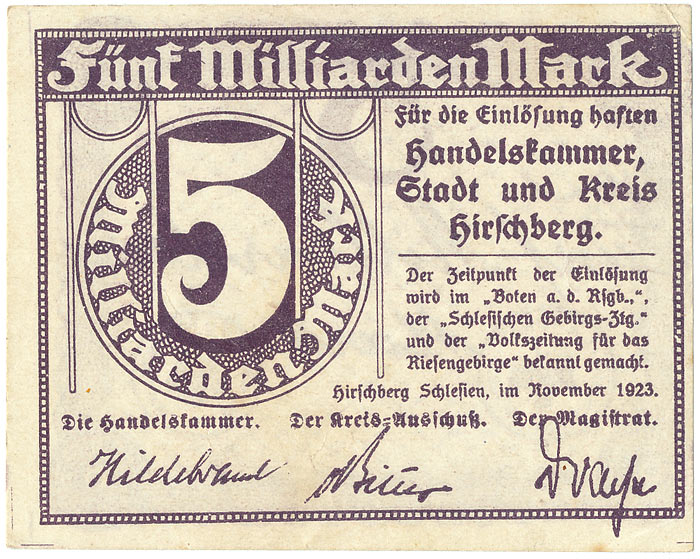 Fünf Milliarden Mark
5
Milliarden Mark
Für die Einlösung haften
Handelskammer,
Stadt und Kreis
Hirschberg.
Der Zeitpunkt der Einlösung
wird im „Boten a. d. Rsgb.,“,
der „Schlesischen Gebirgs-Ztg.“
und der „Volkszeitung für das
Riesengebirge“ bekannt gemacht.
Hirschberg Schlesien, im November 1923.
Die Handelskammer. Der Kreis-Ausschuß. Der Magistrat.
Hildebrand